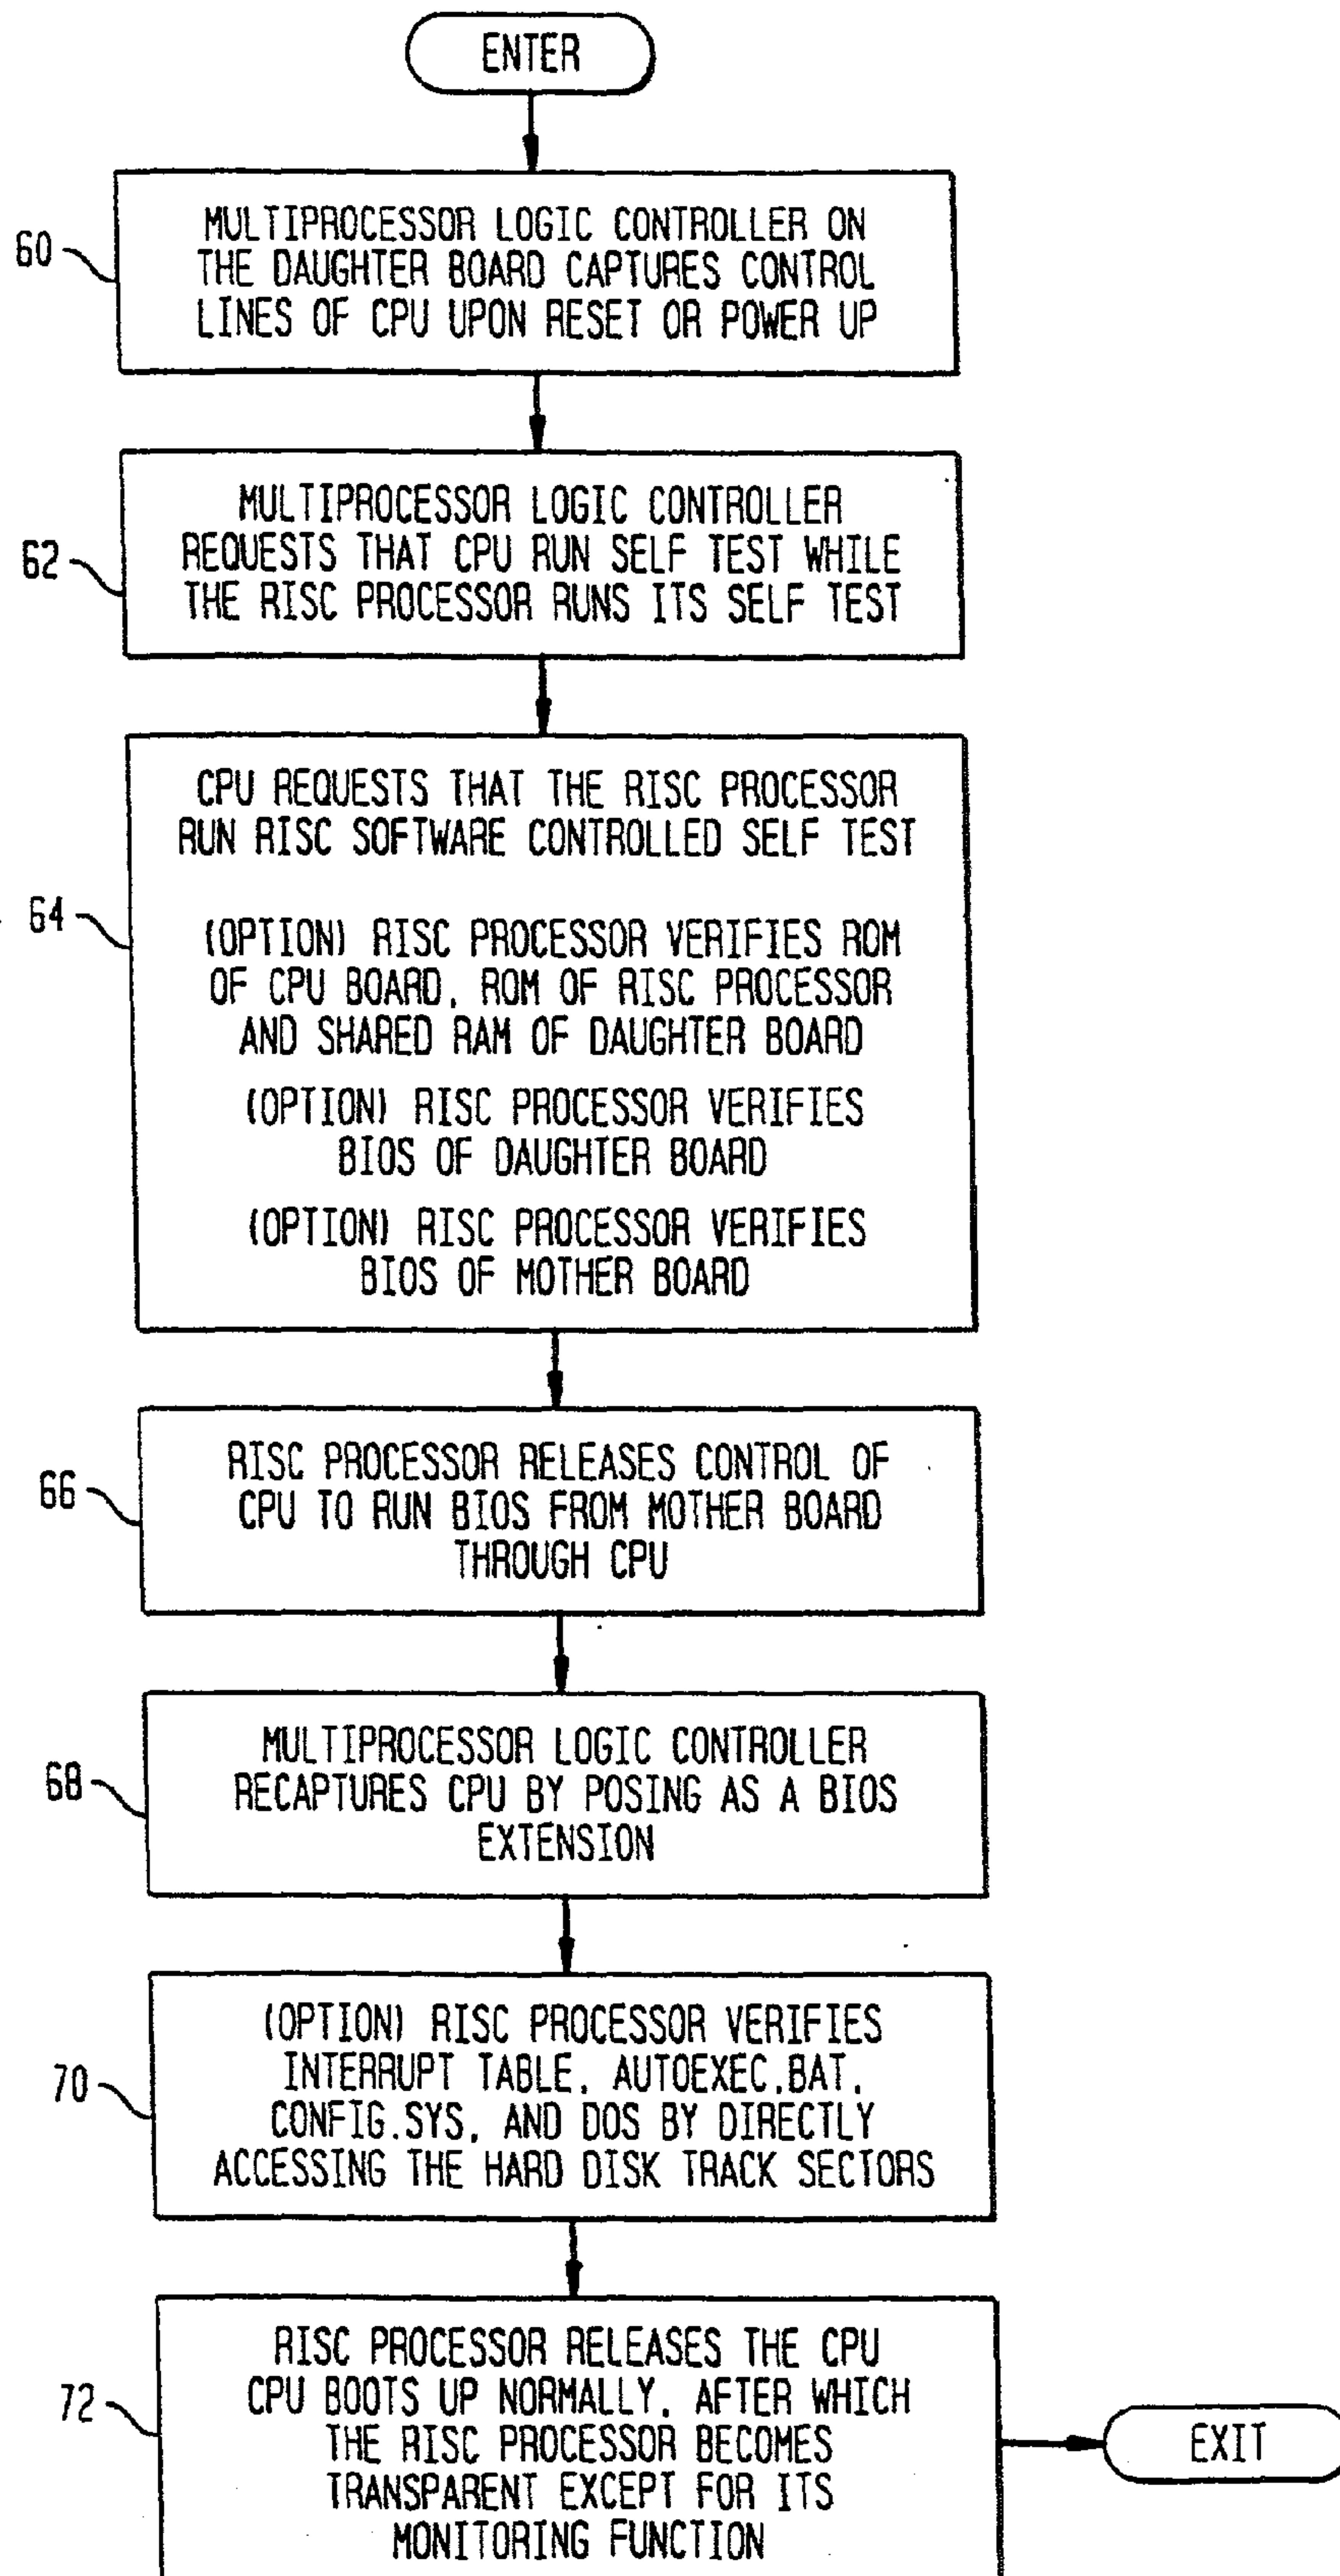 ENTER
60
MULTIPROCESSOR LOGIC CONTROLLER ON
THE DAUGHTER BOARD CAPTURES CONTROL
LINES OF CPU UPON RESET OR POWER UP
62
MULTIPROCESSOR LOGIC CONTROLLER
REQUESTS THAT CPU RUN SELF TEST WHILE
THE RISC PROCESSOR RUNS ITS SELF TEST
64
CPU REQUESTS THAT THE RISC PROCESSOR
RUN RISC SOFTWARE CONTROLLED SELF TEST
(OPTION) RISC PROCESSOR VERIFIES ROM
OF CPU BOARD, ROM OF RISC PROCESSOR
AND SHARED RAM OF DAUGHTER BOARD
(OPTION) RISC PROCESSOR VERIFIES
BIOS OF DAUGHTER BOARD
(OPTION) RISC PROCESSOR VERIFIES
BIOS OF MOTHER BOARD
66
RISC PROCESSOR RELEASES CONTROL OF
CPU TO RUN BIOS FROM MOTHER BOARD
THROUGH CPU
68
MULTIPROCESSOR LOGIC CONTROLLER
RECAPTURES CPU BY POSING AS A BIOS
EXTENSION
70
(OPTION) RISC PROCESSOR VERIFIES
INTERRUPT TABLE, AUTOEXEC.BAT,
CONFIG.SYS, AND DOS BY DIRECTLY
ACCESSING THE HARD DISK TRACK SECTORS
72
RISC PROCESSOR RELEASES THE CPU
CPU BOOTS UP NORMALLY, AFTER WHICH
THE RISC PROCESSOR BECOMES
TRANSPARENT EXCEPT FOR ITS
MONITORING FUNCTION
EXIT